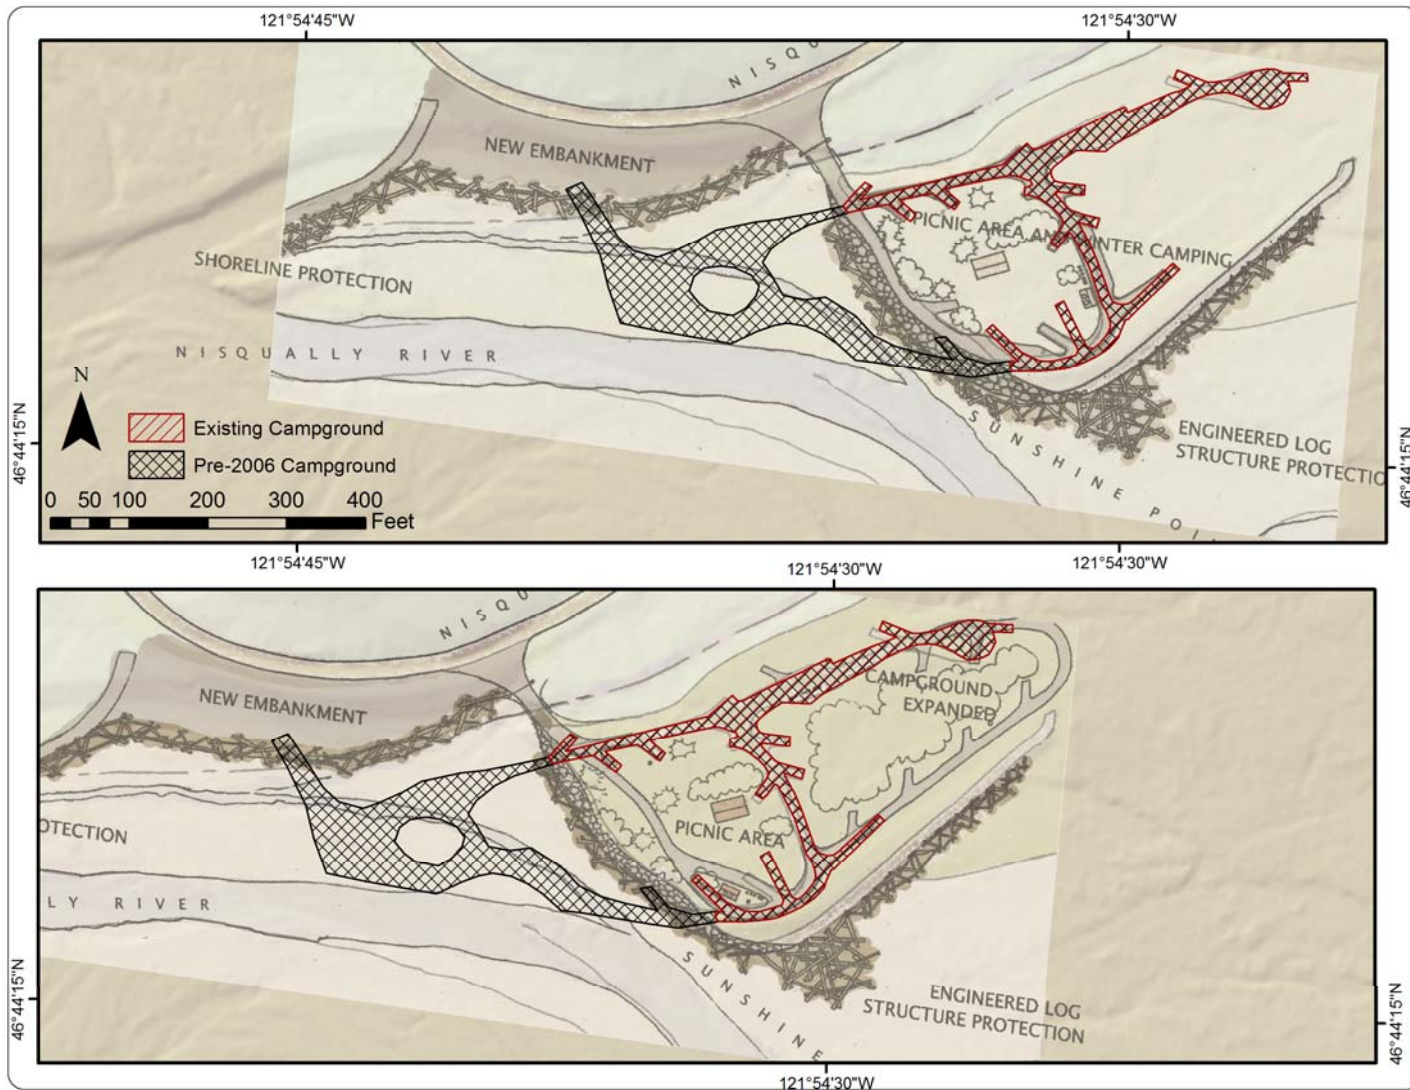 121°54'45"W
121°54'30"W
NISQU
NEW EMBANKMENT
PICNIC AREA AN
NTER CAMPING
SHORELINE PROTECTION
NISQUALLY RIVER
N
Existing Campground
Pre-2006 Campground
0 50 100 200 300 400
Feet
SUNSHINE POI
ENGINEERED LOG
STRUCTURE PROTECTIO
46°44'15"N
46°44'15"N
121°54'45"W
121°54'30"W
121°54'30"W
NISQU
NEW EMBANKMENT
CAMPGROUND
EXPANDED
PICNIC AREA
OTECTION
LY RIVER
SUNSHINE
ENGINEERED LOG
STRUCTURE PROTECTION
46°44'15"N
46°44'15"N
121°54'30"W